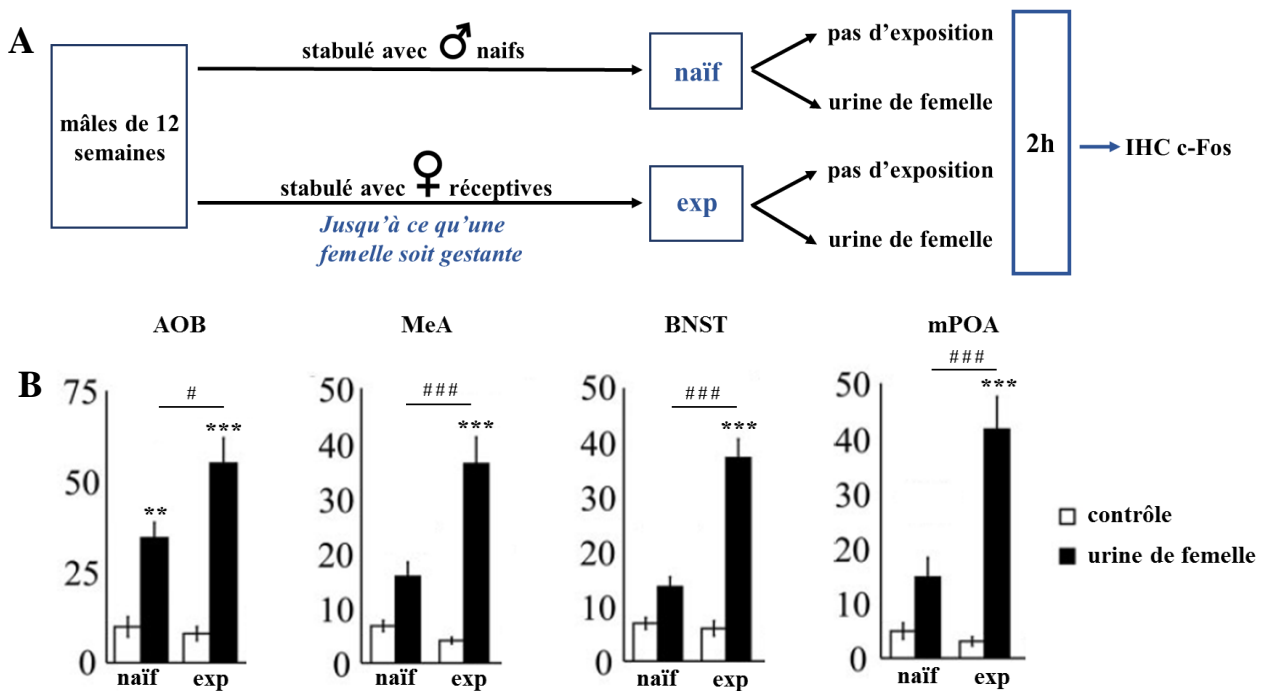 A
mâles de 12
semaines
stabulé avec ♂ naifs
naïf
pas d’exposition
urine de femelle
stabulé avec ♀ réceptives
Jusqu’à ce qu’une
femelle soit gestante
exp
pas d’exposition
urine de femelle
2h
IHC c-Fos
B
AOB
75
50
25
0
**
#
***
naïf exp
MeA
50
40
30
20
10
0
###
***
naïf exp
BNST
50
40
30
20
10
0
###
***
naïf exp
mPOA
50
40
30
20
10
0
###
***
naïf exp
contrôle
urine de femelle